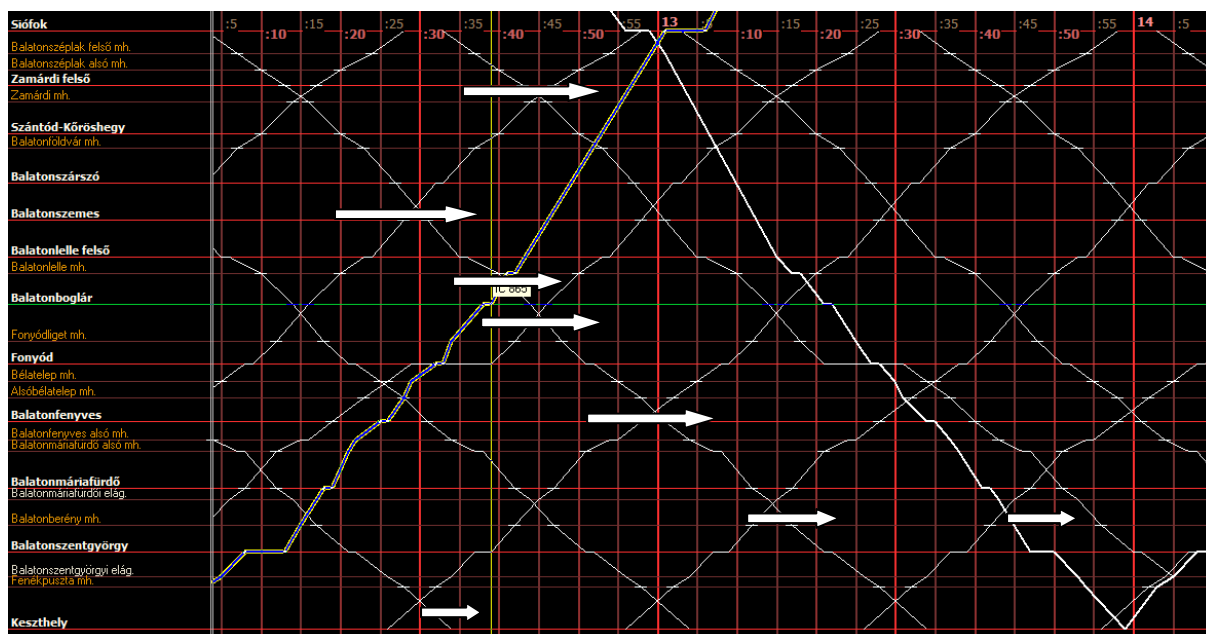 :5 :15 :25 :35 :45 :55 13 :15 :25 :35 :45 :55 14 :5
:10 :20 :30 :40 :50 :10 :20 :30 :40 :50
Siófok
Balatonszéplak felső mh.
Balatonszéplak alsó mh.
Zamárdi felső
Zamárdi mh.
Szántód-Kőröshegy
Balatonföldvár mh.
Balatonszárszó
Balatonszemes
Balatonlelle felső
Balatonlelle mh.
Balatonboglár
Fonyódliget mh.
Fonyód
Bélatelep mh.
Alsóbélatelep mh.
Balatonfenyves
Balatonfenyves alsó mh.
Balatonmáriafürdő alsó mh.
Balatonmáriafürdő
Balatonmáriafürdői elág.
Balatonberény mh.
Balatonszentgyörgy
Balatonszentgyörgyi elág.
Fenékpuszta mh.
Keszthely